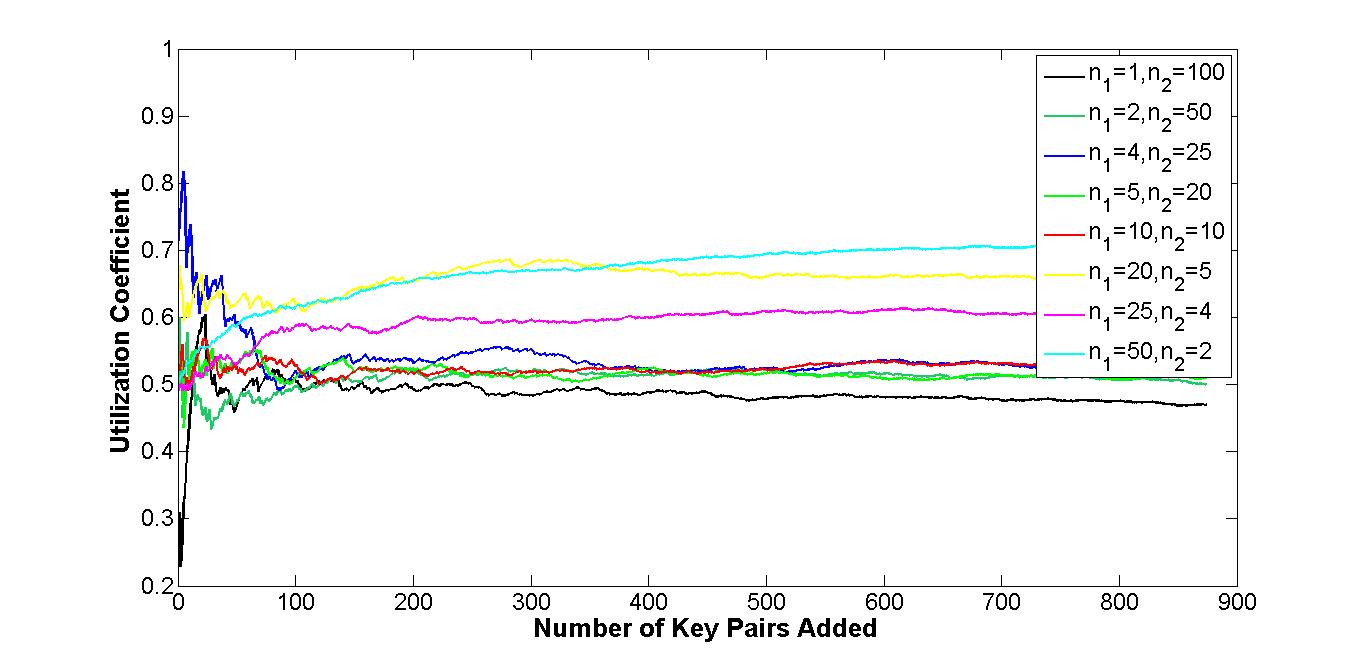 1
0.9
0.8
0.7
0.6
0.5
0.4
0.3
0.2
Utilization Coefficient
0 100 200 300 400 500 600 700 800 900
Number of Key Pairs Added
n1=1,n2=100
n1=2,n2=50
n1=4,n2=25
n1=5,n2=20
n1=10,n2=10
n1=20,n2=5
n1=25,n2=4
n1=50,n2=2